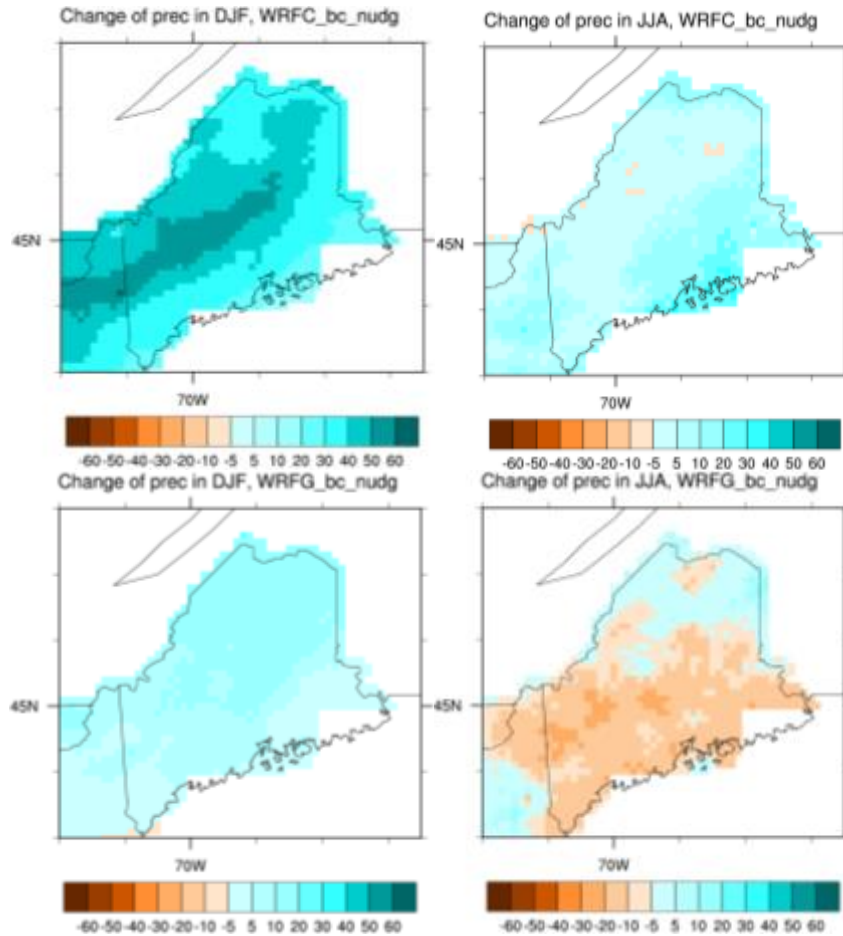 Change of prec in DJF, WRFC_bc_nudg
45N
70W
-60-50-40-30-20-10 -5 5 10 20 30 40 50 60
Change of prec in JJA, WRFC_bc_nudg
45N
70W
-60-50-40-30-20-10 -5 5 10 20 30 40 50 60
Change of prec in DJF, WRFG_bc_nudg
45N
70W
-60-50-40-30-20-10 -5 5 10 20 30 40 50 60
Change of prec in JJA, WRFG_bc_nudg
45N
70W
-60-50-40-30-20-10 -5 5 10 20 30 40 50 60